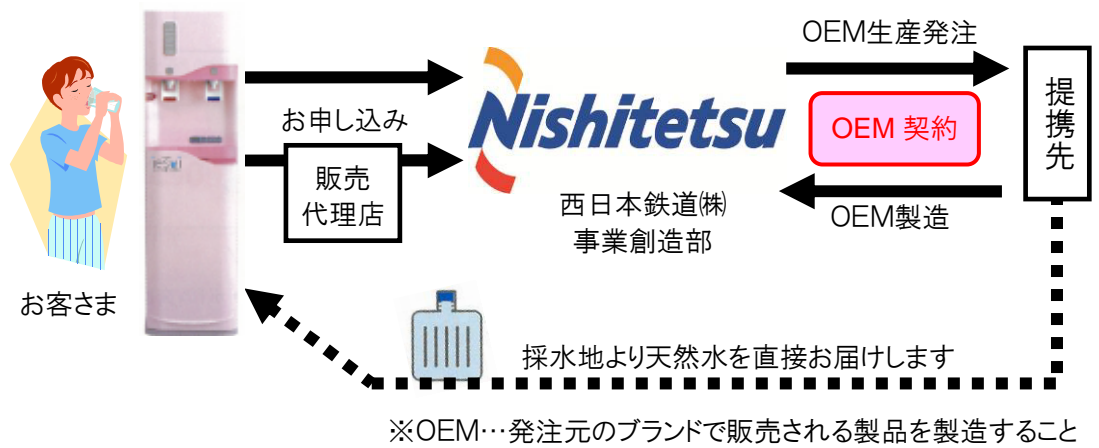 OEM生産発注
提
携
先
お申し込み
Nishitetsu
OEM 契約
販売
代理店
西日本鉄道㈱
事業創造部
OEM製造
お客さま
採水地より天然水を直接お届けします
※OEM…発注元のブランドで販売される製品を製造すること